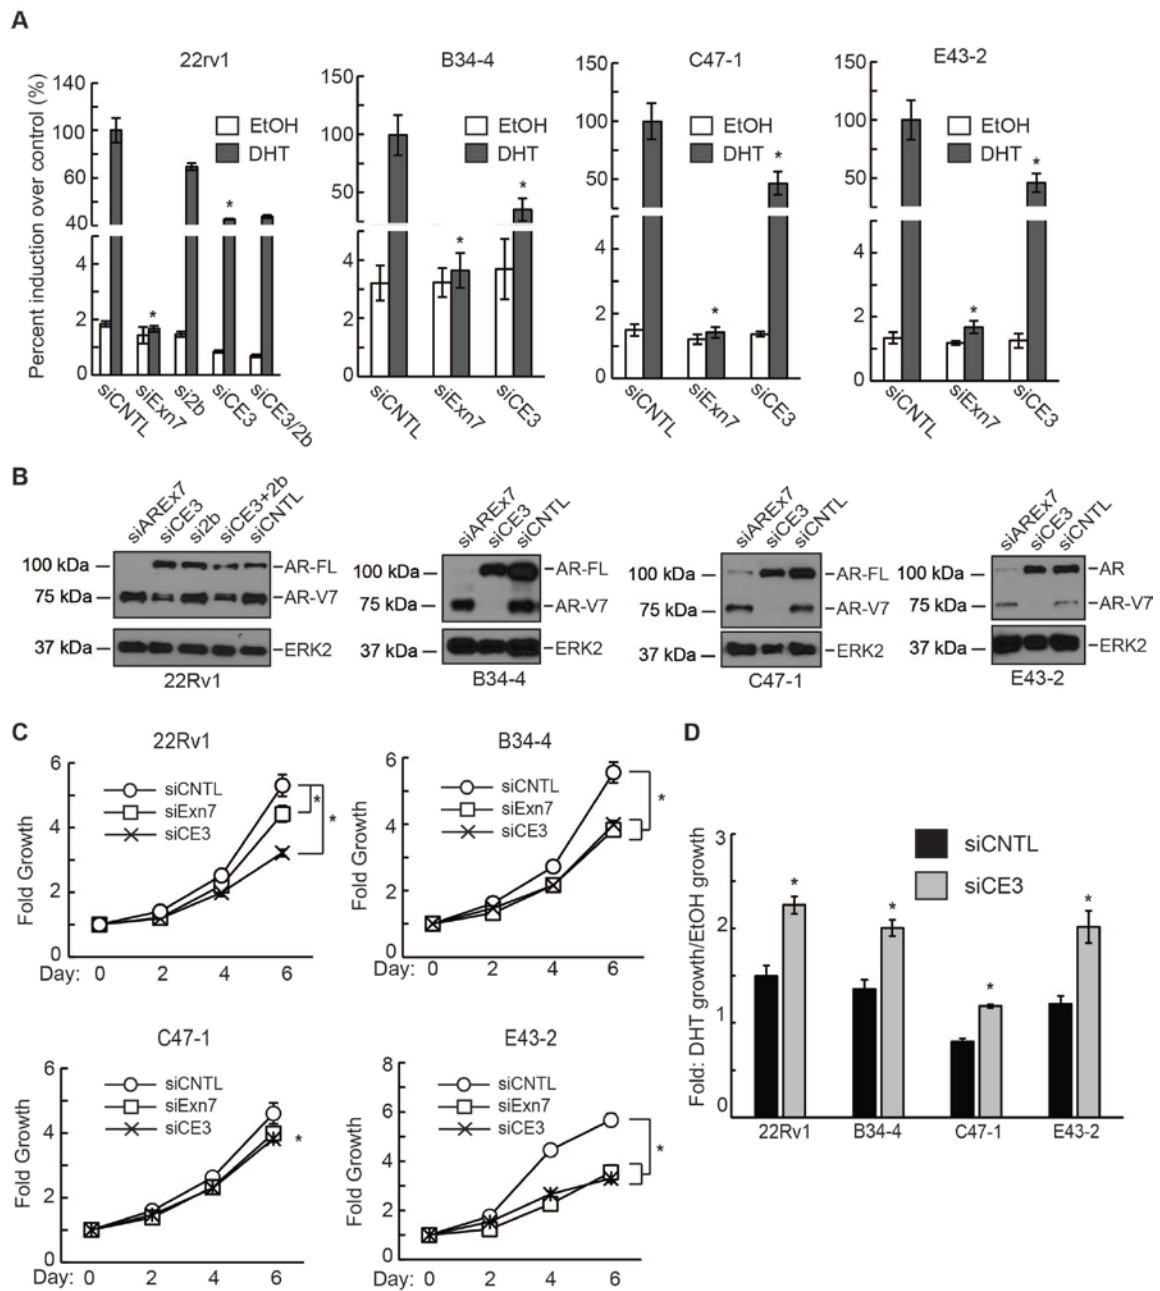 A
22rv1
B34-4
C47-1
E43-2
Percent induction over control (%)
140
100
60
40
4
2
0
EtOH
DHT
*
*
siCNTL
siExn7
si2b
siCE3
siCE3/2b
150
100
50
4
2
0
EtOH
DHT
*
*
siCNTL
siExn7
siCE3
150
100
50
4
2
0
EtOH
DHT
*
*
siCNTL
siExn7
siCE3
150
100
50
4
2
0
EtOH
DHT
*
*
siCNTL
siExn7
siCE3
B
siAREx7
siCE3
si2b
siCE3+2b
siCNTL
100 kDa
75 kDa
37 kDa
AR-FL
AR-V7
ERK2
22Rv1
siAREx7
siCE3
siCNTL
100 kDa
75 kDa
37 kDa
AR-FL
AR-V7
ERK2
B34-4
siAREx7
siCE3
siCNTL
100 kDa
75 kDa
37 kDa
AR-FL
AR-V7
ERK2
C47-1
siAREx7
siCE3
siCNTL
100 kDa
75 kDa
37 kDa
AR
AR-V7
ERK2
E43-2
C
22Rv1
Fold Growth
6
4
2
0
siCNTL
siExn7
siCE3
*
*
Day: 0 2 4 6
B34-4
Fold Growth
6
4
2
0
siCNTL
siExn7
siCE3
*
Day: 0 2 4 6
C47-1
Fold Growth
6
4
2
0
siCNTL
siExn7
siCE3
*
Day: 0 2 4 6
E43-2
Fold Growth
8
6
4
2
0
siCNTL
siExn7
siCE3
*
Day: 0 2 4 6
D
Fold: DHT growth/EtOH growth
3
2
1
0
siCNTL
siCE3
*
*
*
*
22Rv1 B34-4 C47-1 E43-2